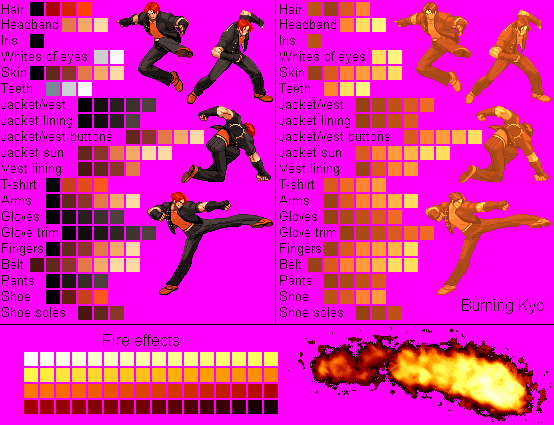 Hair
Headband
Iris
Whites of eyes
Skin
Teeth
Jacket/vest
Jacket lining
Jacket/vest buttons
Jacket sun
Vest lining
T-shirt
Arms
Gloves
Glove trim
Fingers
Belt
Pants
Shoe
Shoe soles
Hair
Headband
Iris
Whites of eyes
Skin
Teeth
Jacket/vest
Jacket lining
Jacket/vest buttons
Jacket sun
Vest lining
T-shirt
Arms
Gloves
Glove trim
Fingers
Belt
Pants
Shoe
Shoe soles
Burning Kyo
Fire effects